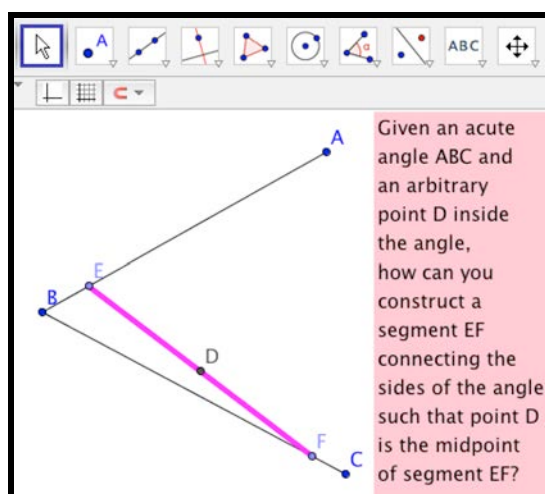 A
α
ABC
A
E
B
D
F
C
Given an acute
angle ABC and
an arbitrary
point D inside
the angle,
how can you
construct a
segment EF
connecting the
sides of the angle
such that point D
is the midpoint
of segment EF?